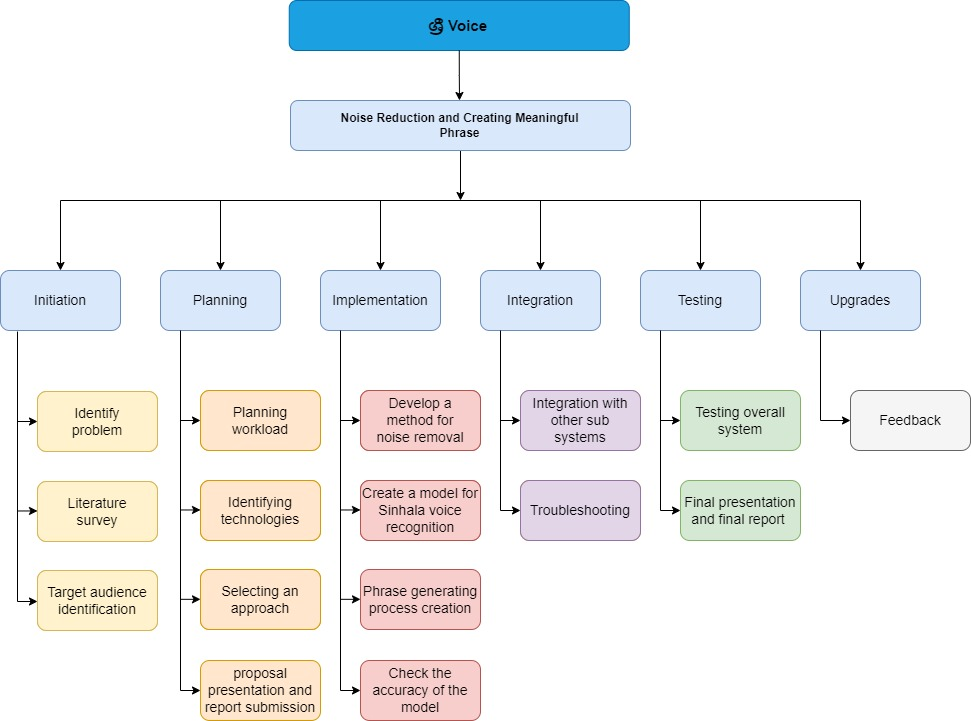 ශ්‍රී Voice
Noise Reduction and Creating Meaningful
Phrase
Initiation
Planning
Implementation
Integration
Testing
Upgrades
Identify
problem
Planning
workload
Develop a
method for
noise removal
Integration with
other sub
systems
Testing overall
system
Feedback
Literature
survey
Identifying
technologies
Create a model for
Sinhala voice
recognition
Troubleshooting
Final presentation
and final report
Target audience
identification
Selecting an
approach
Phrase generating
process creation
proposal
presentation and
report submission
Check the
accuracy of the
model